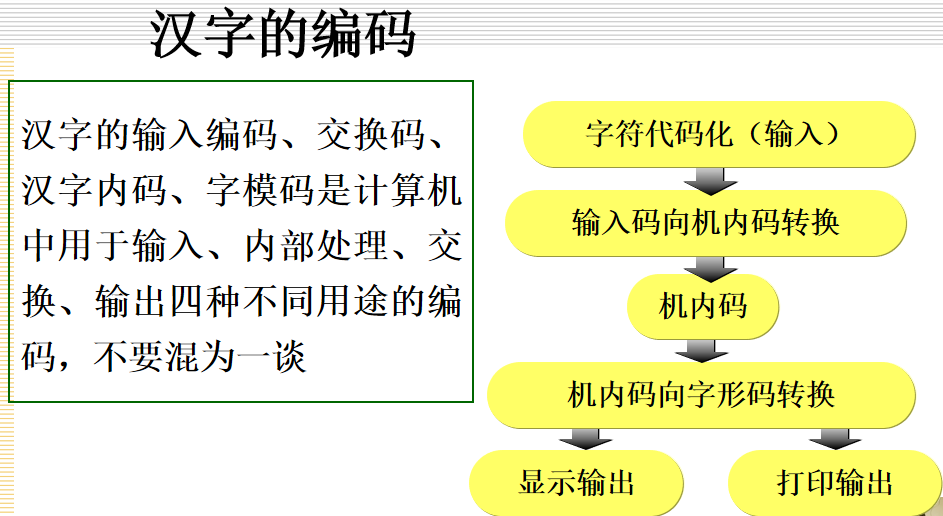 汉字的编码
汉字的输入编码、交换码、
汉字内码、字模码是计算机
中用于输入、内部处理、交
换、输出四种不同用途的编
码，不要混为一谈
字符代码化（输入）
输入码向机内码转换
机内码
机内码向字形码转换
显示输出
打印输出